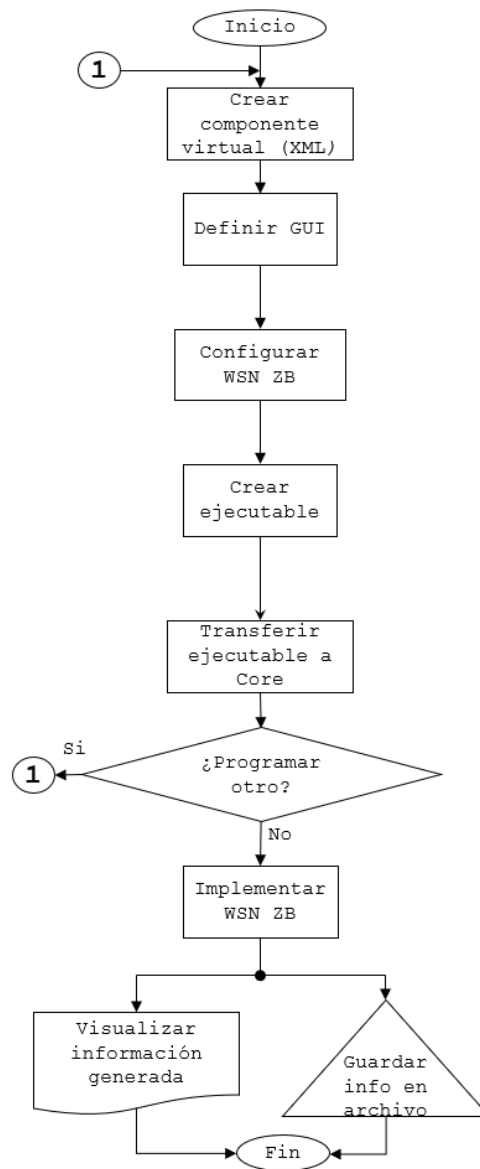 Inicio
1
Crear
componente
virtual (XML)
Definir GUI
Configurar
WSN ZB
Crear
ejecutable
Transferir
ejecutable a
Core
Si
1
¿Programar
otro?
No
Implementar
WSN ZB
Visualizar
información
generada
Guardar
info en
archivo
Fin